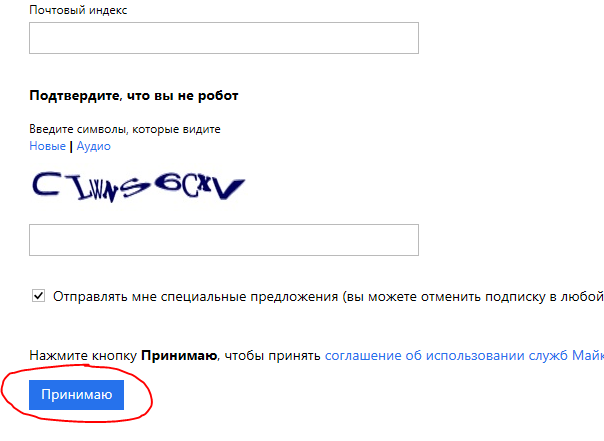 Почтовый индекс
Подтвердите, что вы не робот
Введите символы, которые видите
Новые | Аудио
Отправлять мне специальные предложения (вы можете отменить подписку в любой
Нажмите кнопку Принимаю, чтобы принять соглашение об использовании служб Майк
Принимаю